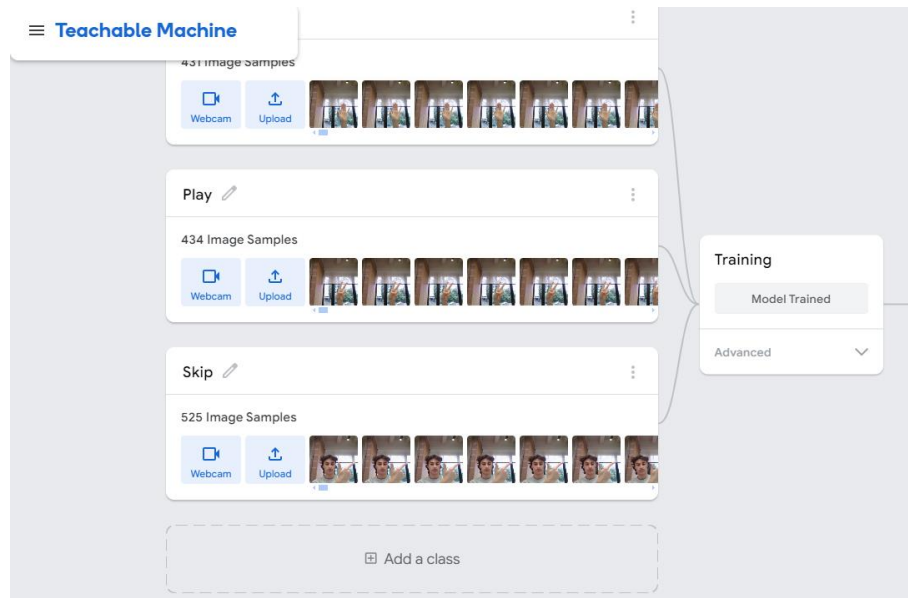 Teachable Machine
431 Image Samples
Webcam
Upload
Play
434 Image Samples
Webcam
Upload
Skip
525 Image Samples
Webcam
Upload
Add a class
Training
Model Trained
Advanced